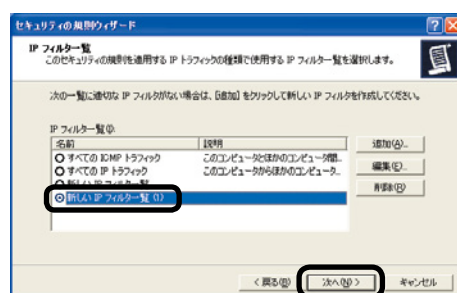 セキュリティの規則ウィザード
IP フィルタ一覧
このセキュリティの規則を適用する IP トラフィックの種類で使用する IP フィルタ一覧を選択します。
次の一覧に適切な IP フィルタがない場合は、[追加] をクリックして新しい IP フィルタを作成してください。
IP フィルタ一覧(I):
名前 説明 追加(A)...
すべての ICMP トラフィック このコンピュータとほかのコンピュータ間...
すべての IP トラフィック このコンピュータからほかのコンピュータ... 編集(E)...
新しい IP フィルタ一覧 削除(R)
新しい IP フィルタ一覧 (1)
< 戻る(B) 次へ(N) > キャンセル